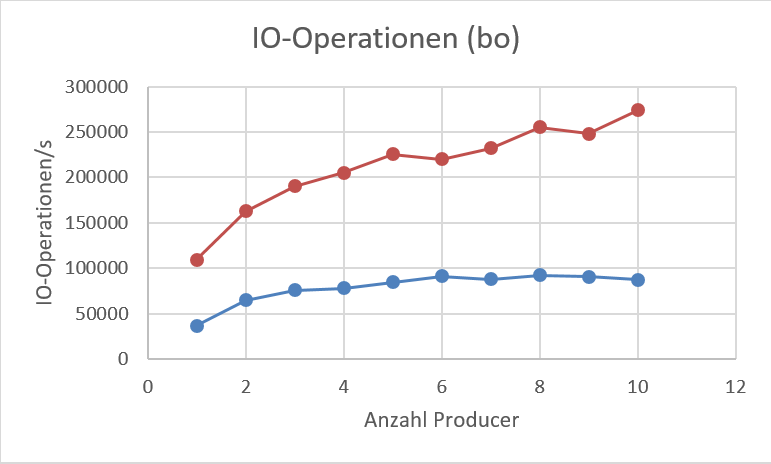 IO-Operationen (bo)
IO-Operationen/s
300000
250000
200000
150000
100000
50000
0
0 2 4 6 8 10 12
Anzahl Producer